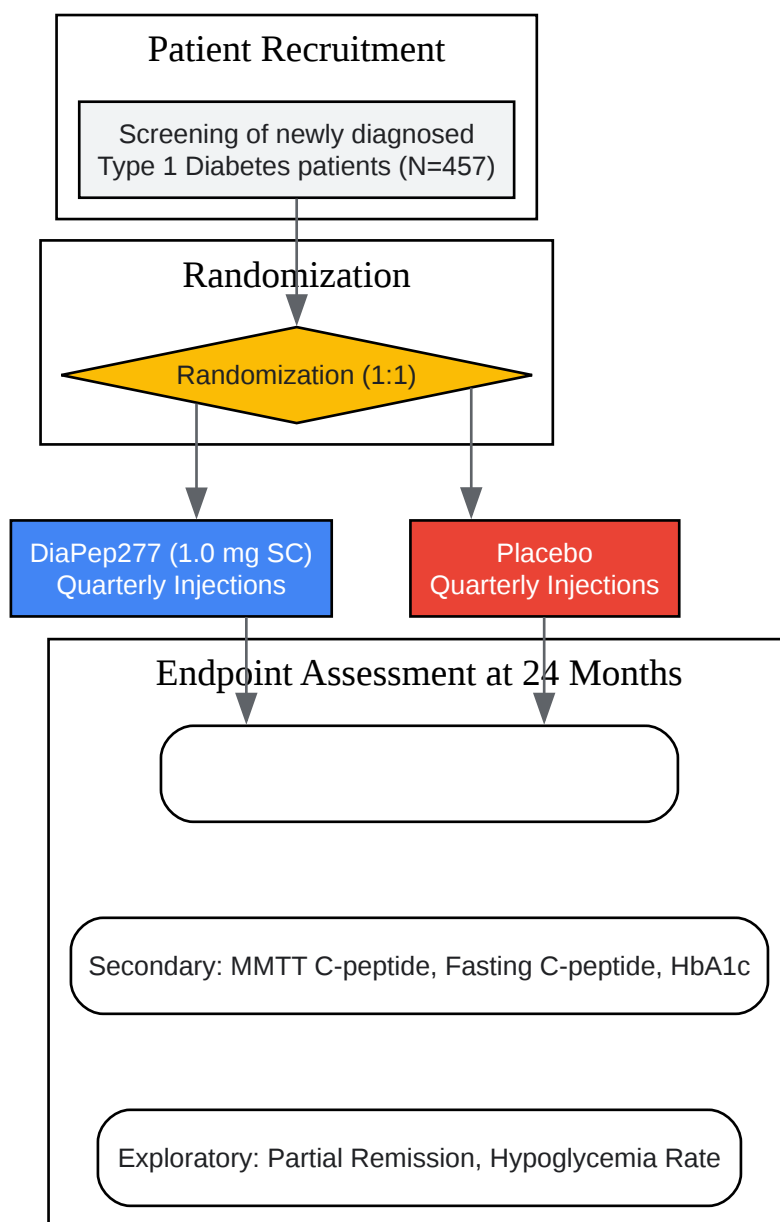 Patient Recruitment
Screening of newly diagnosed
Type 1 Diabetes patients (N=457)
Randomization
Randomization (1:1)
DiaPep277 (1.0 mg SC)
Quarterly Injections
Placebo
Quarterly Injections
Endpoint Assessment at 24 Months
Secondary: MMTT C-peptide, Fasting C-peptide, HbA1c
Exploratory: Partial Remission, Hypoglycemia Rate